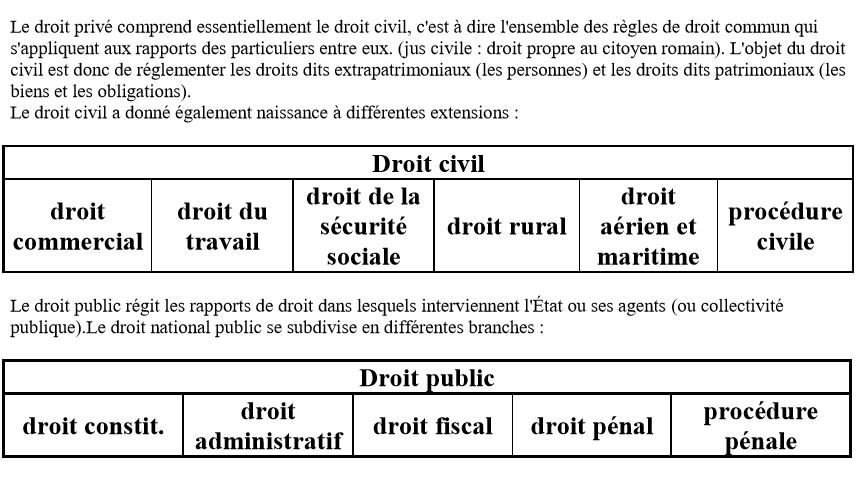 Le droit privé comprend essentiellement le droit civil, c'est à dire l'ensemble des règles de droit commun qui
s'appliquent aux rapports des particuliers entre eux. (jus civile : droit propre au citoyen romain). L'objet du droit
civil est donc de réglementer les droits dits extrapatrimoniaux (les personnes) et les droits dits patrimoniaux (les
biens et les obligations).
Le droit civil a donné également naissance à différentes extensions :
Droit civil
droit
commercial
droit du
travail
droit de la
sécurité
sociale
droit rural
droit
aérien et
maritime
procédure
civile
Le droit public régit les rapports de droit dans lesquels interviennent l'État ou ses agents (ou collectivité
publique).Le droit national public se subdivise en différentes branches :
Droit public
droit constit.
droit
administratif
droit fiscal
droit pénal
procédure
pénale